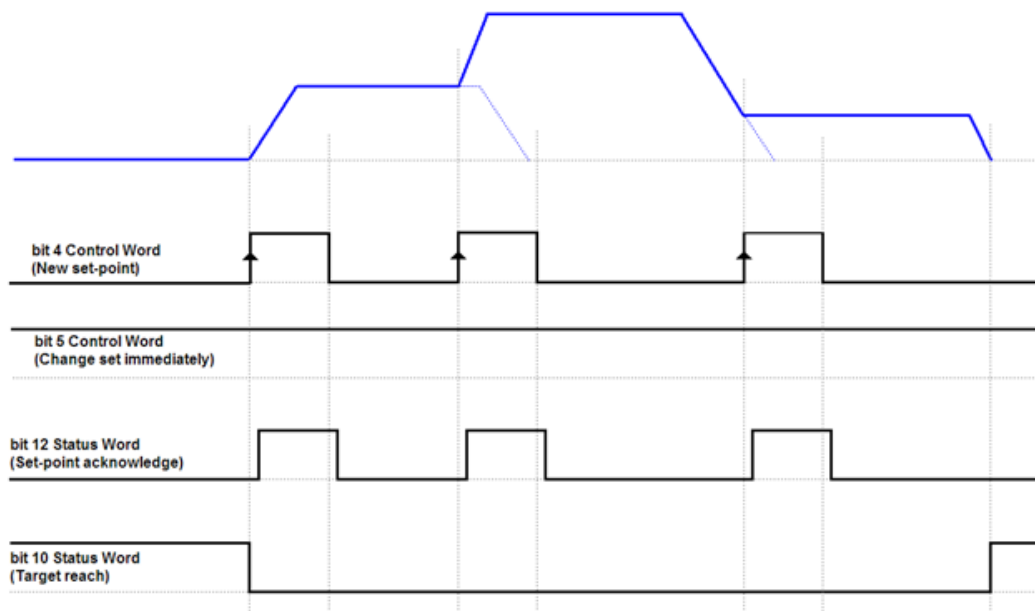 bit 4 Control Word
(New set-point)
bit 5 Control Word
(Change set immediately)
bit 12 Status Word
(Set-point acknowledge)
bit 10 Status Word
(Target reach)